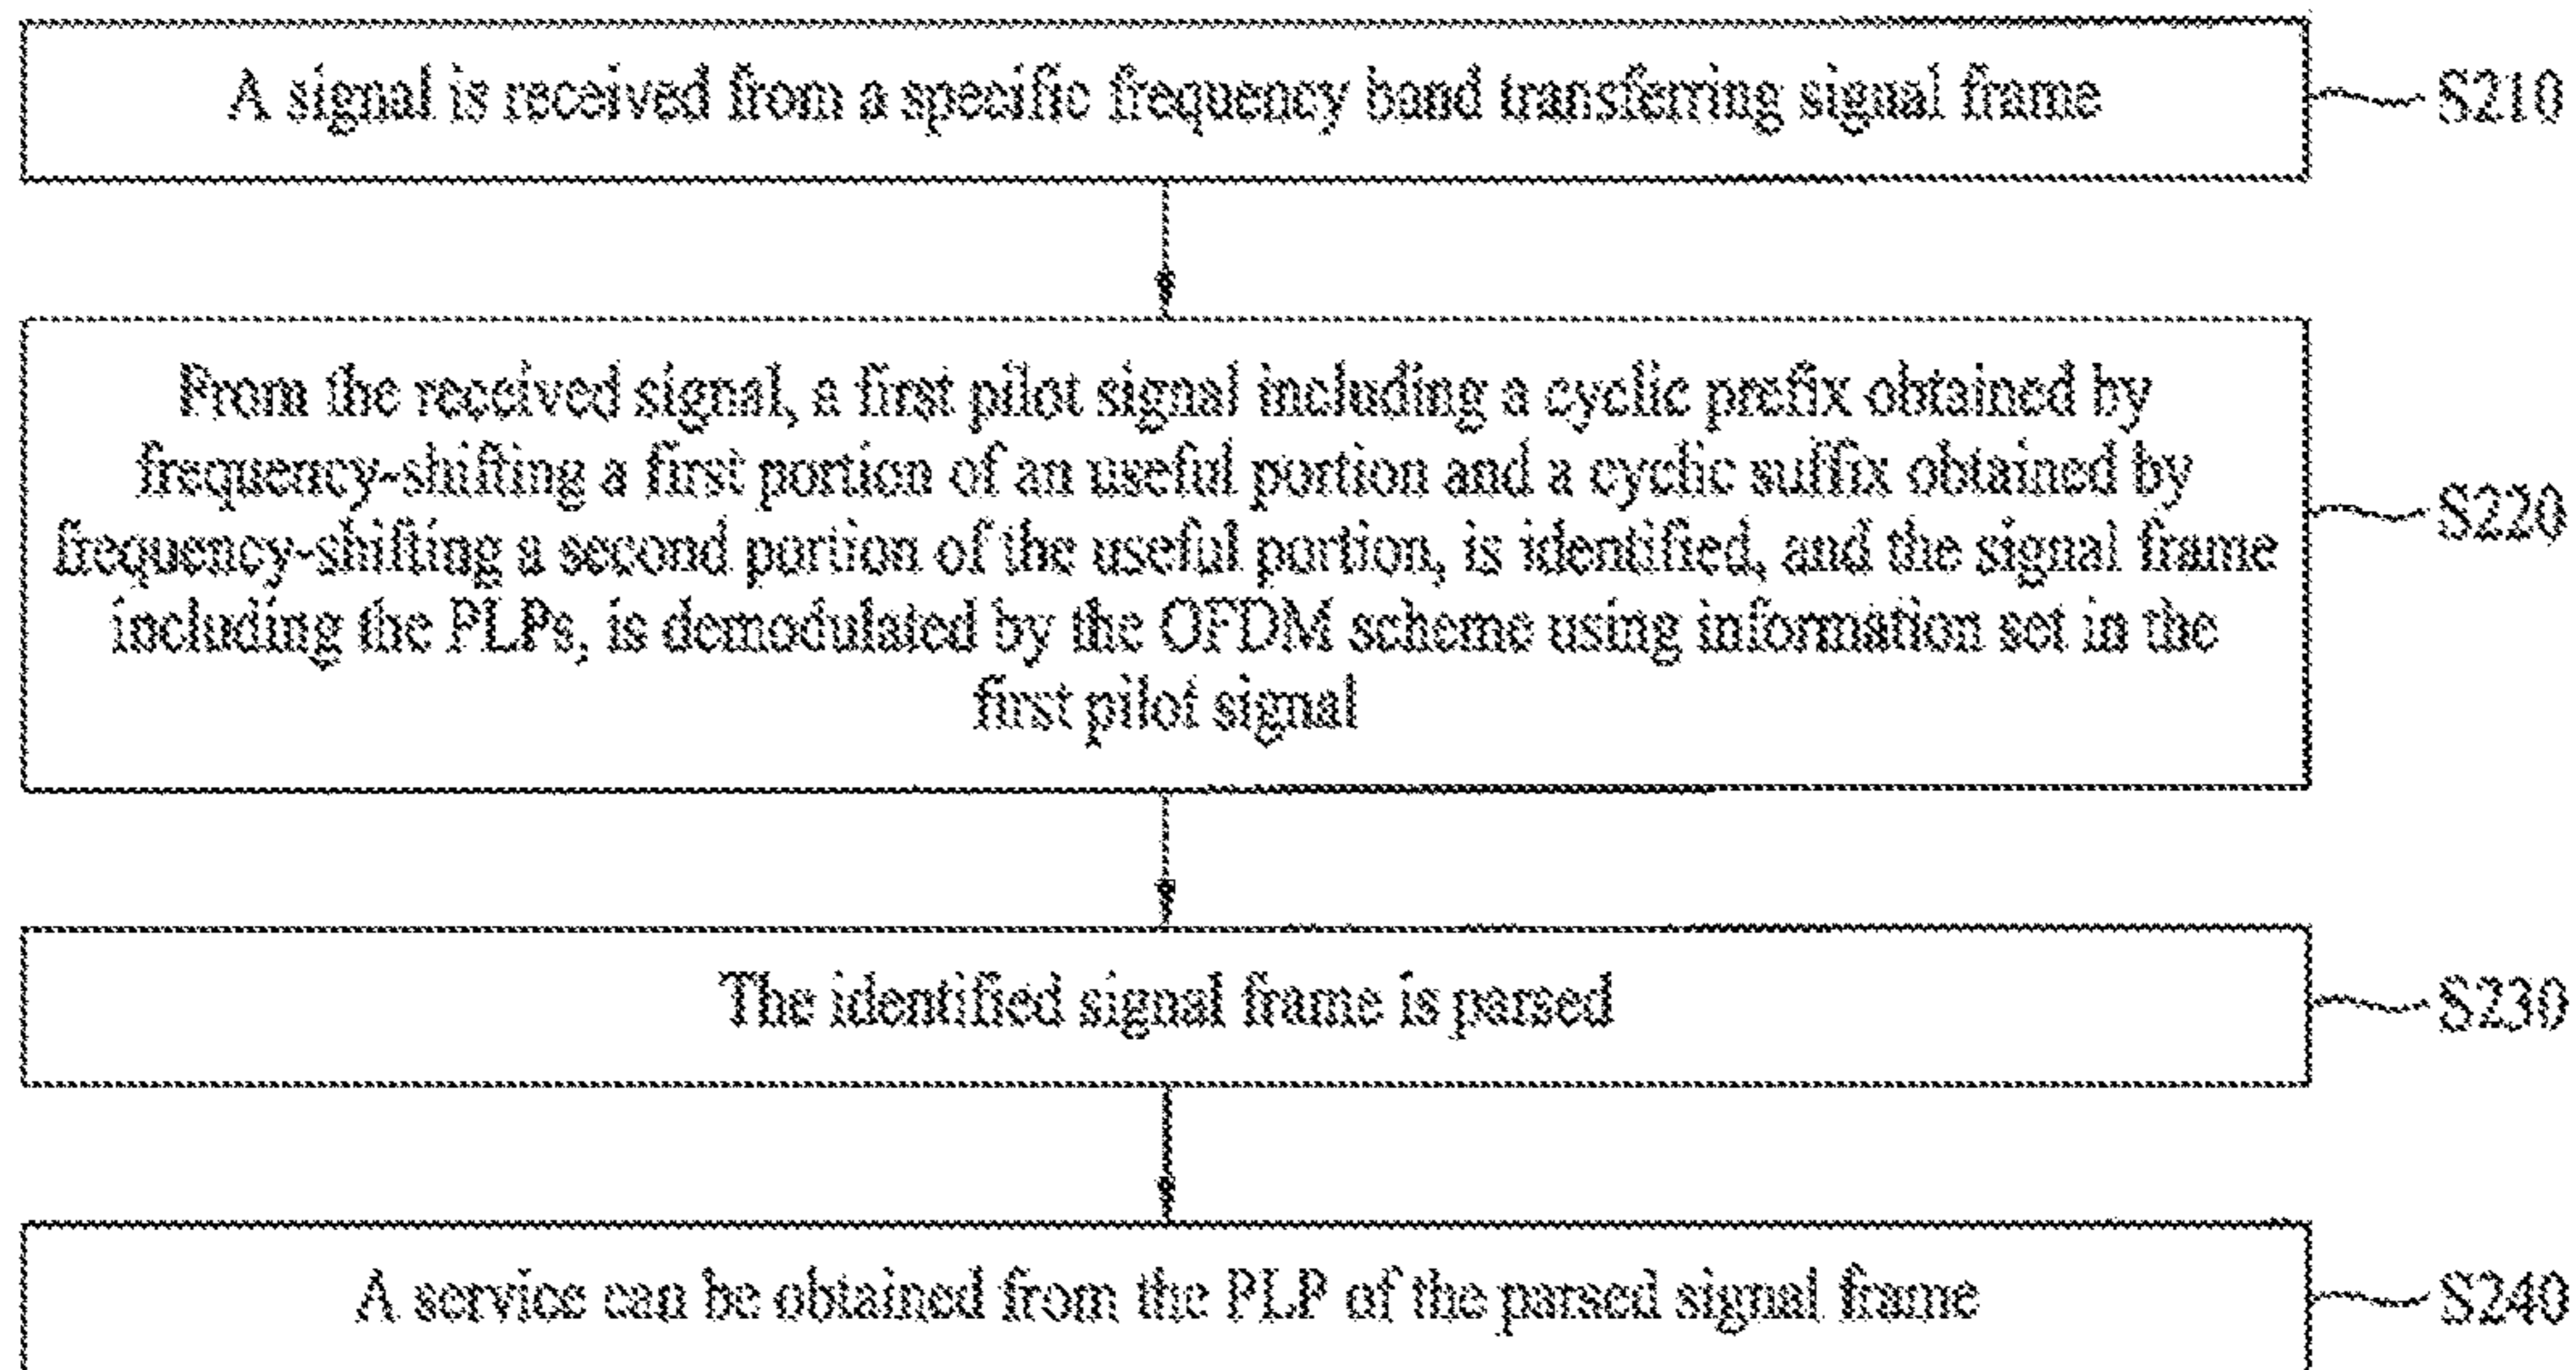 A signal is received from a specific frequency band transferring signal frame
S210
From the received signal, a first pilot signal including a cyclic prefix obtained by
frequency-shifting a first portion of an useful portion and a cyclic suffix obtained by
frequency-shifting a second portion of the useful portion, is identified, and the signal frame
including the PLPs, is demodulated by the OFDM scheme using information set in the
first pilot signal
S220
The identified signal frame is parsed
S230
A service can be obtained from the PLP of the parsed signal frame
S240